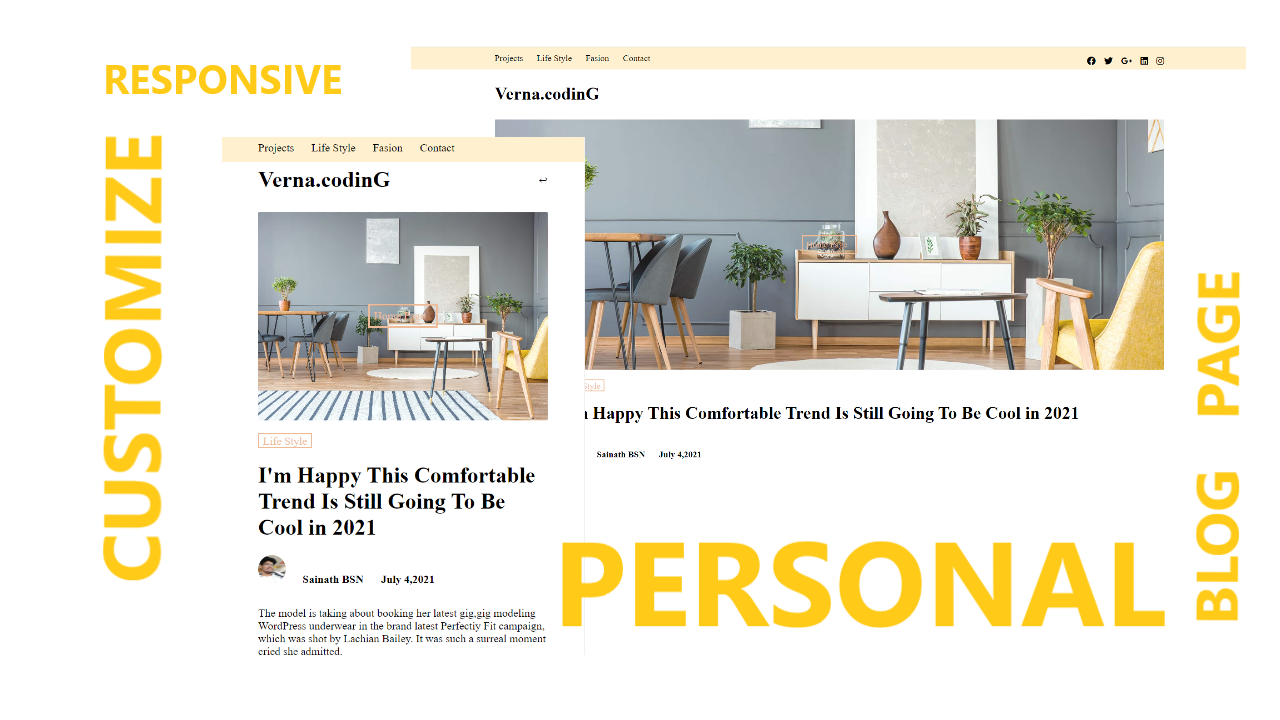 RESPONSIVE
CUSTOMIZE
Projects Life Style Fasion Contact
Verna.codinG
Life Style
I'm Happy This Comfortable
Trend Is Still Going To Be
Cool in 2021
Sainath BSN July 4,2021
The model is taking about booking her latest gig,gig modeling
WordPress underwear in the brand latest Perfectiy Fit campaign,
which was shot by Lachian Bailey. It was such a surreal moment
cried she admitted.
Projects Life Style Fasion Contact
Verna.codinG
Style
Happy This Comfortable Trend Is Still Going To Be Cool in 2021
Sainath BSN July 4,2021
PERSONAL
BLOG PAGE